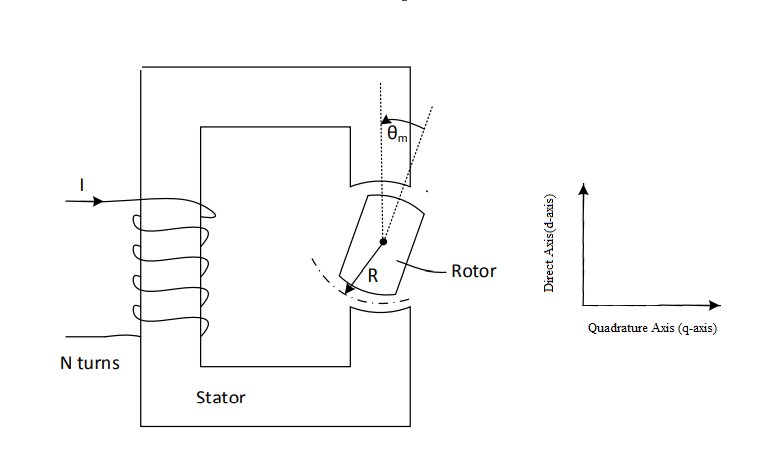 θm
I
R
Rotor
N turns
Stator
Direct Axis(d-axis)
Quadrature Axis (q-axis)